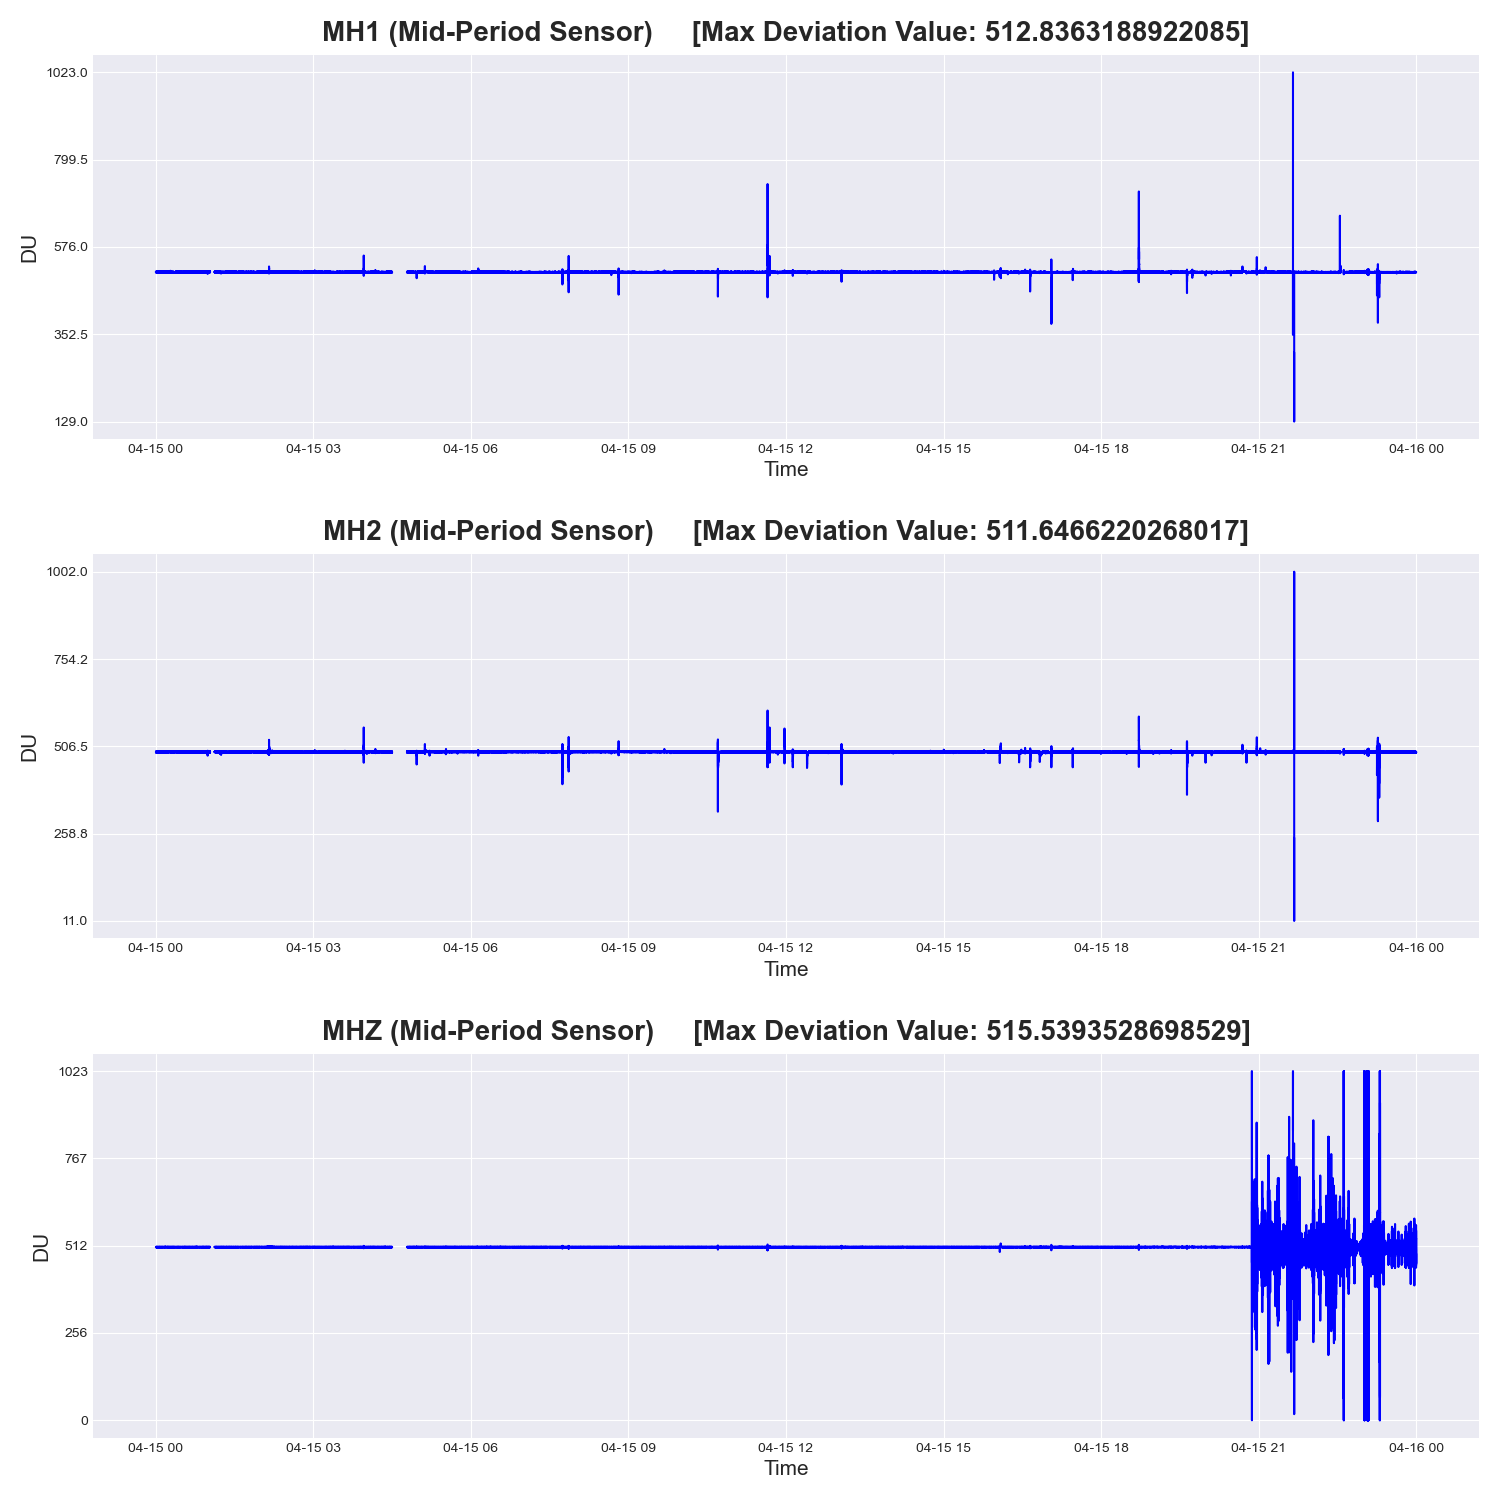 MH1 (Mid-Period Sensor) [Max Deviation Value: 512.8363188922085]
1023.0
799.5
576.0
352.5
129.0
DU
04-15 00 04-15 03 04-15 06 04-15 09 04-15 12 04-15 15 04-15 18 04-15 21 04-16 00
Time
MH2 (Mid-Period Sensor) [Max Deviation Value: 511.6466220268017]
1002.0
754.2
506.5
258.8
11.0
DU
04-15 00 04-15 03 04-15 06 04-15 09 04-15 12 04-15 15 04-15 18 04-15 21 04-16 00
Time
MHZ (Mid-Period Sensor) [Max Deviation Value: 515.5393528698529]
1023
767
512
256
0
DU
04-15 00 04-15 03 04-15 06 04-15 09 04-15 12 04-15 15 04-15 18 04-15 21 04-16 00
Time